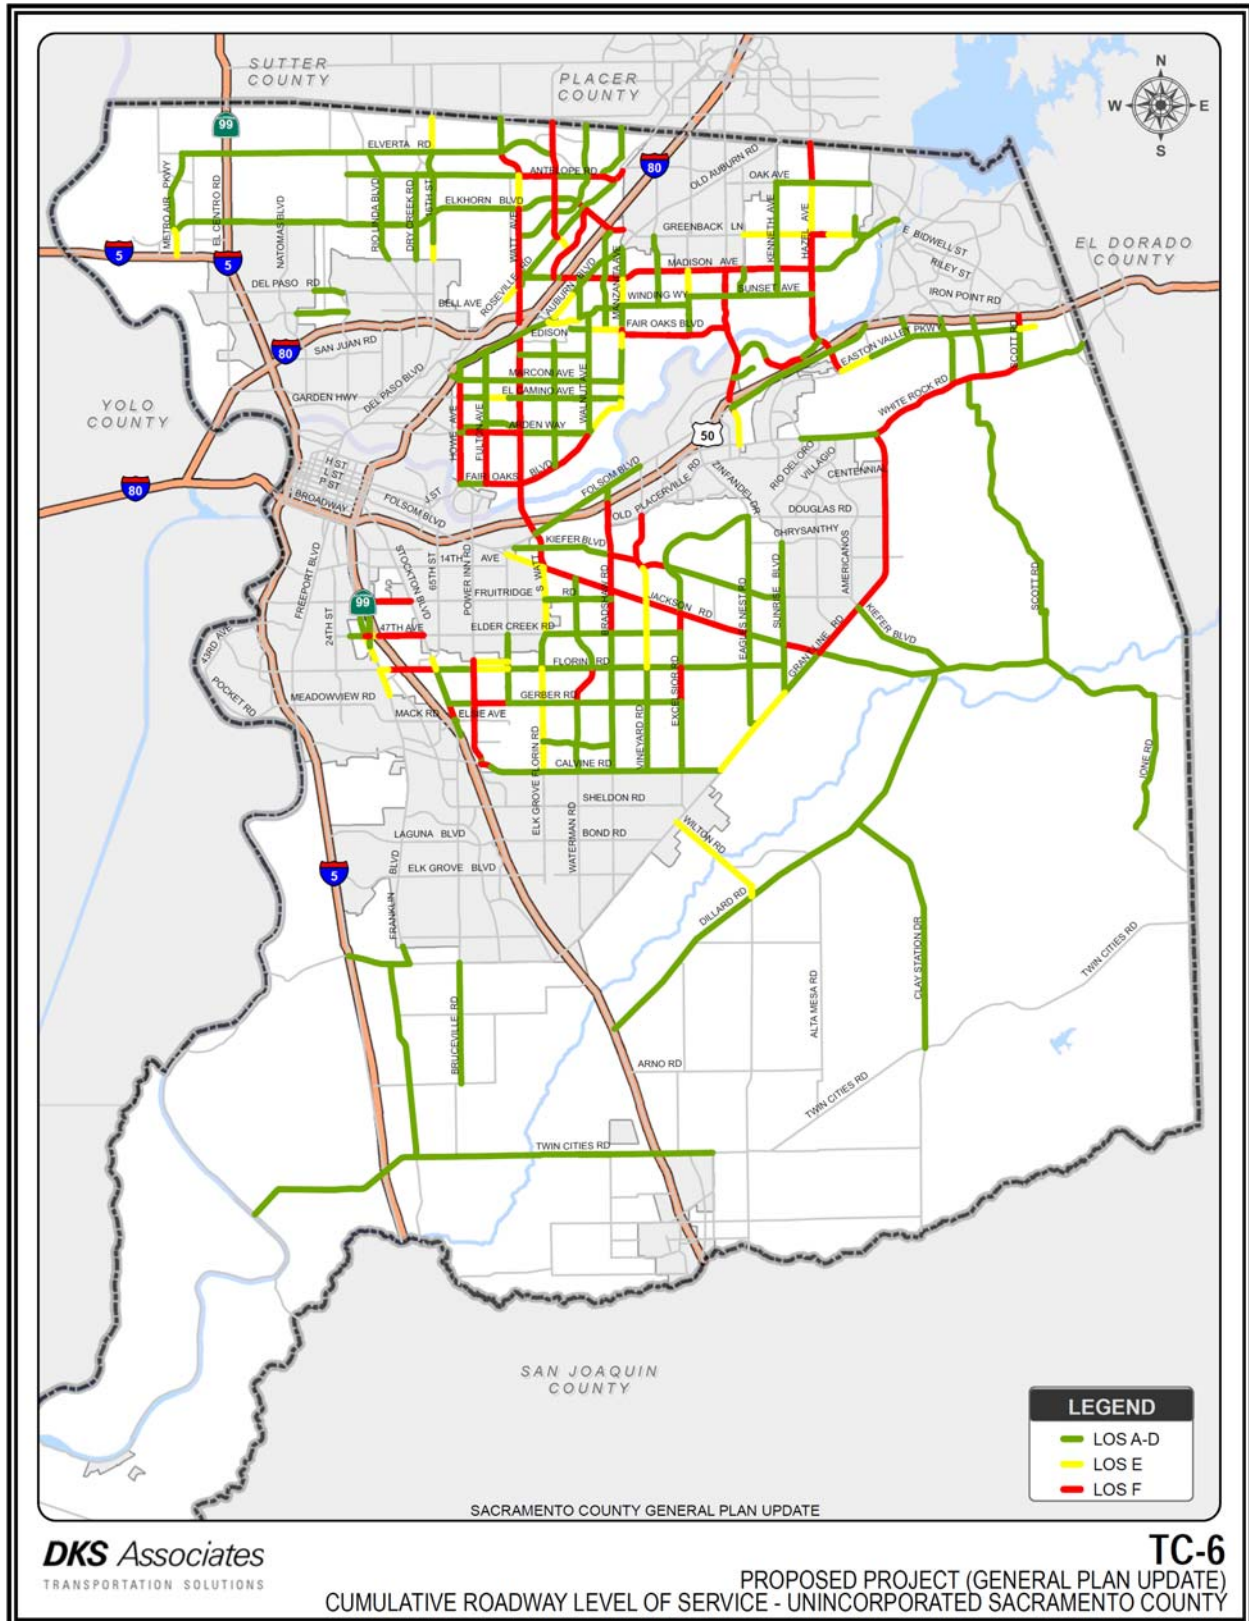 SUTTER
COUNTY
PLACER
COUNTY
N
W E
S
99
ELVERTA RD
80
OLD AUBURN RD
ANTELOPE RD
OAK AVE
METRO AIR PKWY
EL CENTRO RD
NATOMAS BLVD
RIO LINDA BLVD
DRY CREEK RD
16TH ST
ELKHORN BLVD
WATT AVE
GREENBACK LN
KENNETH AVE
HAZEL AVE
E BIDWELL ST
RILEY ST
EL DORADO
COUNTY
5
5
DEL PASO RD
ROSEVILLE RD
AUBURN BLVD
MANZANITA AVE
MADISON AVE
SUNSET AVE
IRON POINT RD
BELL AVE
WINDING WY
FAIR OAKS BLVD
EDISON
EASTON VALLEY PKWY
SCOTT RD
80
SAN JUAN RD
DEL PASO BLVD
MARCONI AVE
EL CAMINO AVE
WALNUT AVE
WHITE ROCK RD
GARDEN HWY
YOLO
COUNTY
HOWE AVE
FULTON AVE
ARDEN WAY
50
H ST
L ST
P ST
BROADWAY
J ST
FAIR OAKS BLVD
FOLSOM BLVD
FOLSOM BLVD
OLD PLACERVILLE RD
ZINFANDEL DR
RIO DEL ORO
VILLAGIO
CENTENNIAL
80
DOUGLAS RD
CHRYSANTHY
AMERICANOS
FREEPORT BLVD
STOCKTON BLVD
65TH ST
POWER INN RD
14TH AVE
KIEFER BLVD
S WATT
99
FRUITRIDGE RD
BRADSHAW RD
JACKSON RD
EAGLES NEST RD
SUNRISE BLVD
SCOTT RD
24TH ST
47TH AVE
ELDER CREEK RD
GRANT LINE RD
KIEFER BLVD
43RD AVE
FLORIN RD
POCKET RD
MEADOWVIEW RD
GERBER RD
EXCELSIOR RD
MACK RD
ELSIE AVE
VINEYARD RD
ELK GROVE FLORIN RD
CALVINE RD
IONE RD
SHELDON RD
WATERMAN RD
BOND RD
WILTON RD
LAGUNA BLVD
ELK GROVE BLVD
5
FRANKLIN BLVD
DILLARD RD
CLAY STATION DR
TWIN CITIES RD
BRUCEVILLE RD
ALTA MESA RD
ARNO RD
TWIN CITIES RD
TWIN CITIES RD
SAN JOAQUIN
COUNTY
LEGEND
LOS A-D
LOS E
LOS F
SACRAMENTO COUNTY GENERAL PLAN UPDATE
DKS Associates
TRANSPORTATION SOLUTIONS
TC-6
PROPOSED PROJECT (GENERAL PLAN UPDATE)
CUMULATIVE ROADWAY LEVEL OF SERVICE - UNINCORPORATED SACRAMENTO COUNTY